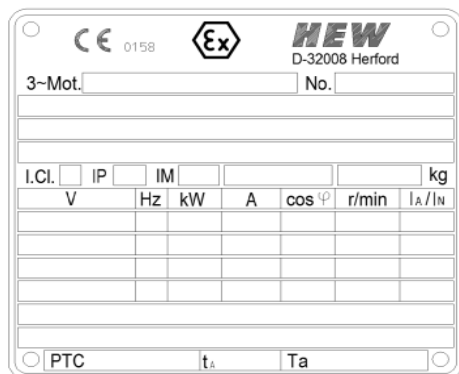 CE 0158 Ex HEW
D-32008 Herford
3~Mot. No.
I.Cl. IP IM kg
V Hz kW A cos φ r/min IA/IN
PTC tA Ta